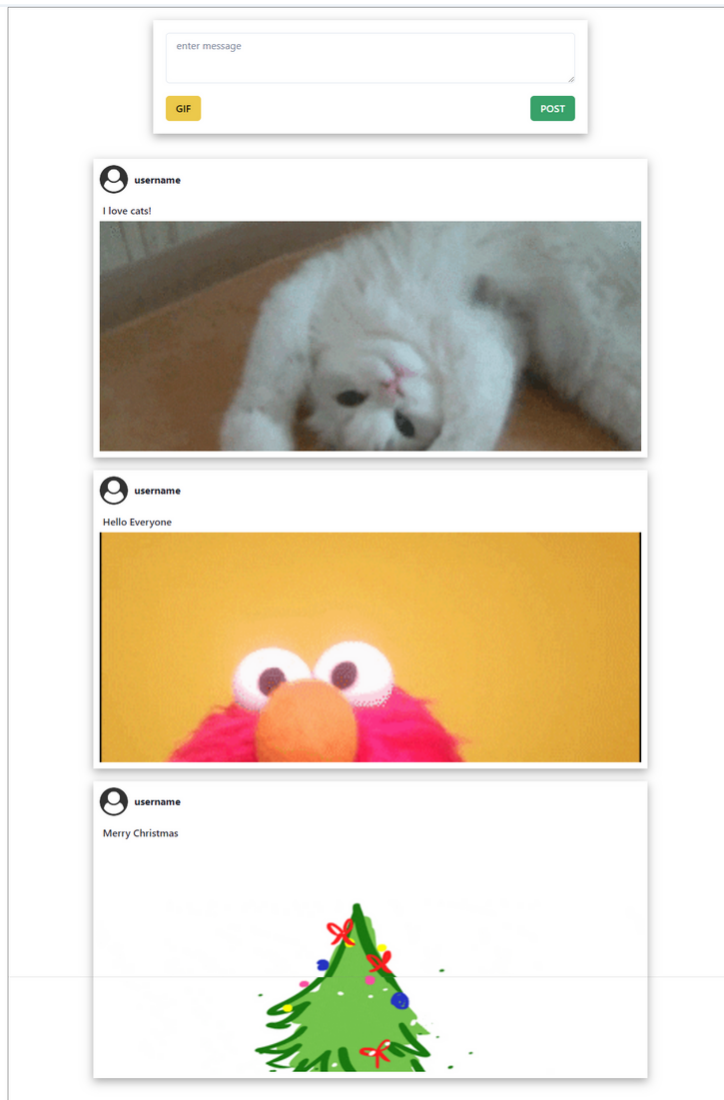 enter message
GIF
POST
username
I love cats!
username
Hello Everyone
username
Merry Christmas